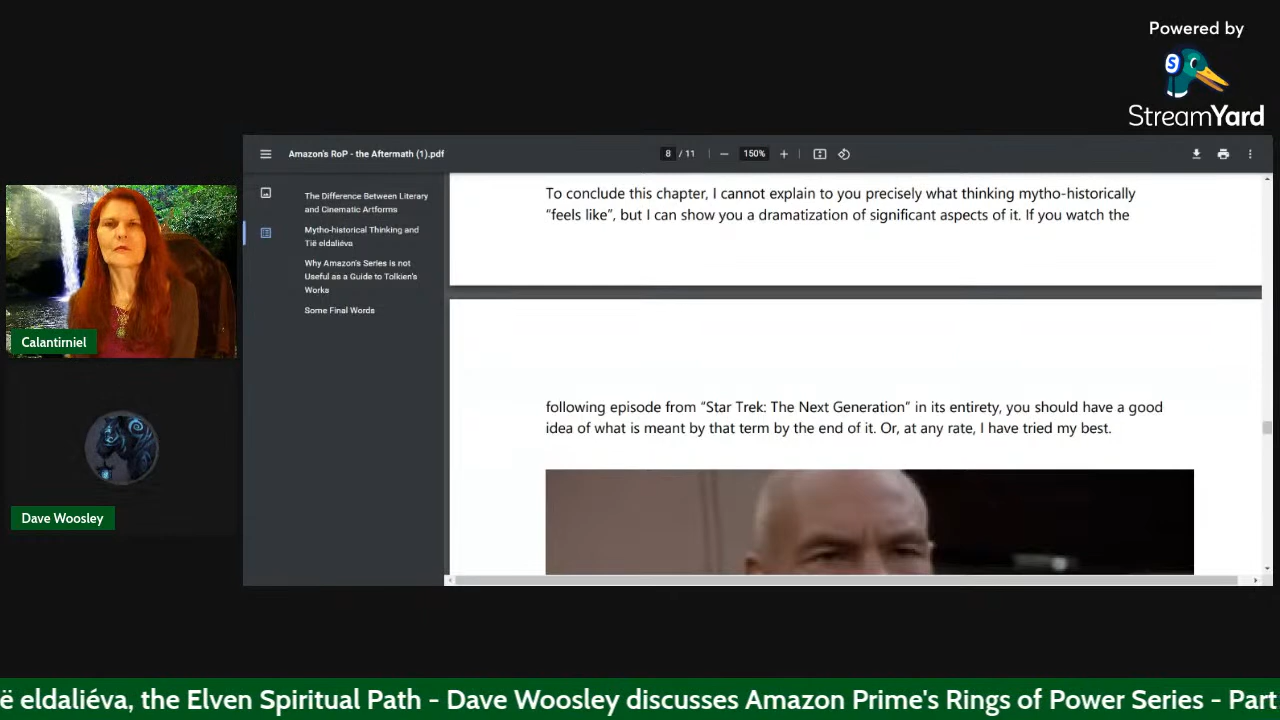 Powered by
S
StreamYard
Amazon's RoP - the Aftermath (1).pdf
8 / 11
150%
The Difference Between Literary
and Cinematic Artforms
Mytho-historical Thinking and
Tië eldaliéva
Why Amazon's Series is not
Useful as a Guide to Tolkien's
Works
Some Final Words
To conclude this chapter, I cannot explain to you precisely what thinking mytho-historically
“feels like”, but I can show you a dramatization of significant aspects of it. If you watch the
following episode from “Star Trek: The Next Generation” in its entirety, you should have a good
idea of what is meant by that term by the end of it. Or, at any rate, I have tried my best.
Calantirniel
Dave Woosley
ë eldaliéva, the Elven Spiritual Path - Dave Woosley discusses Amazon Prime's Rings of Power Series - Part